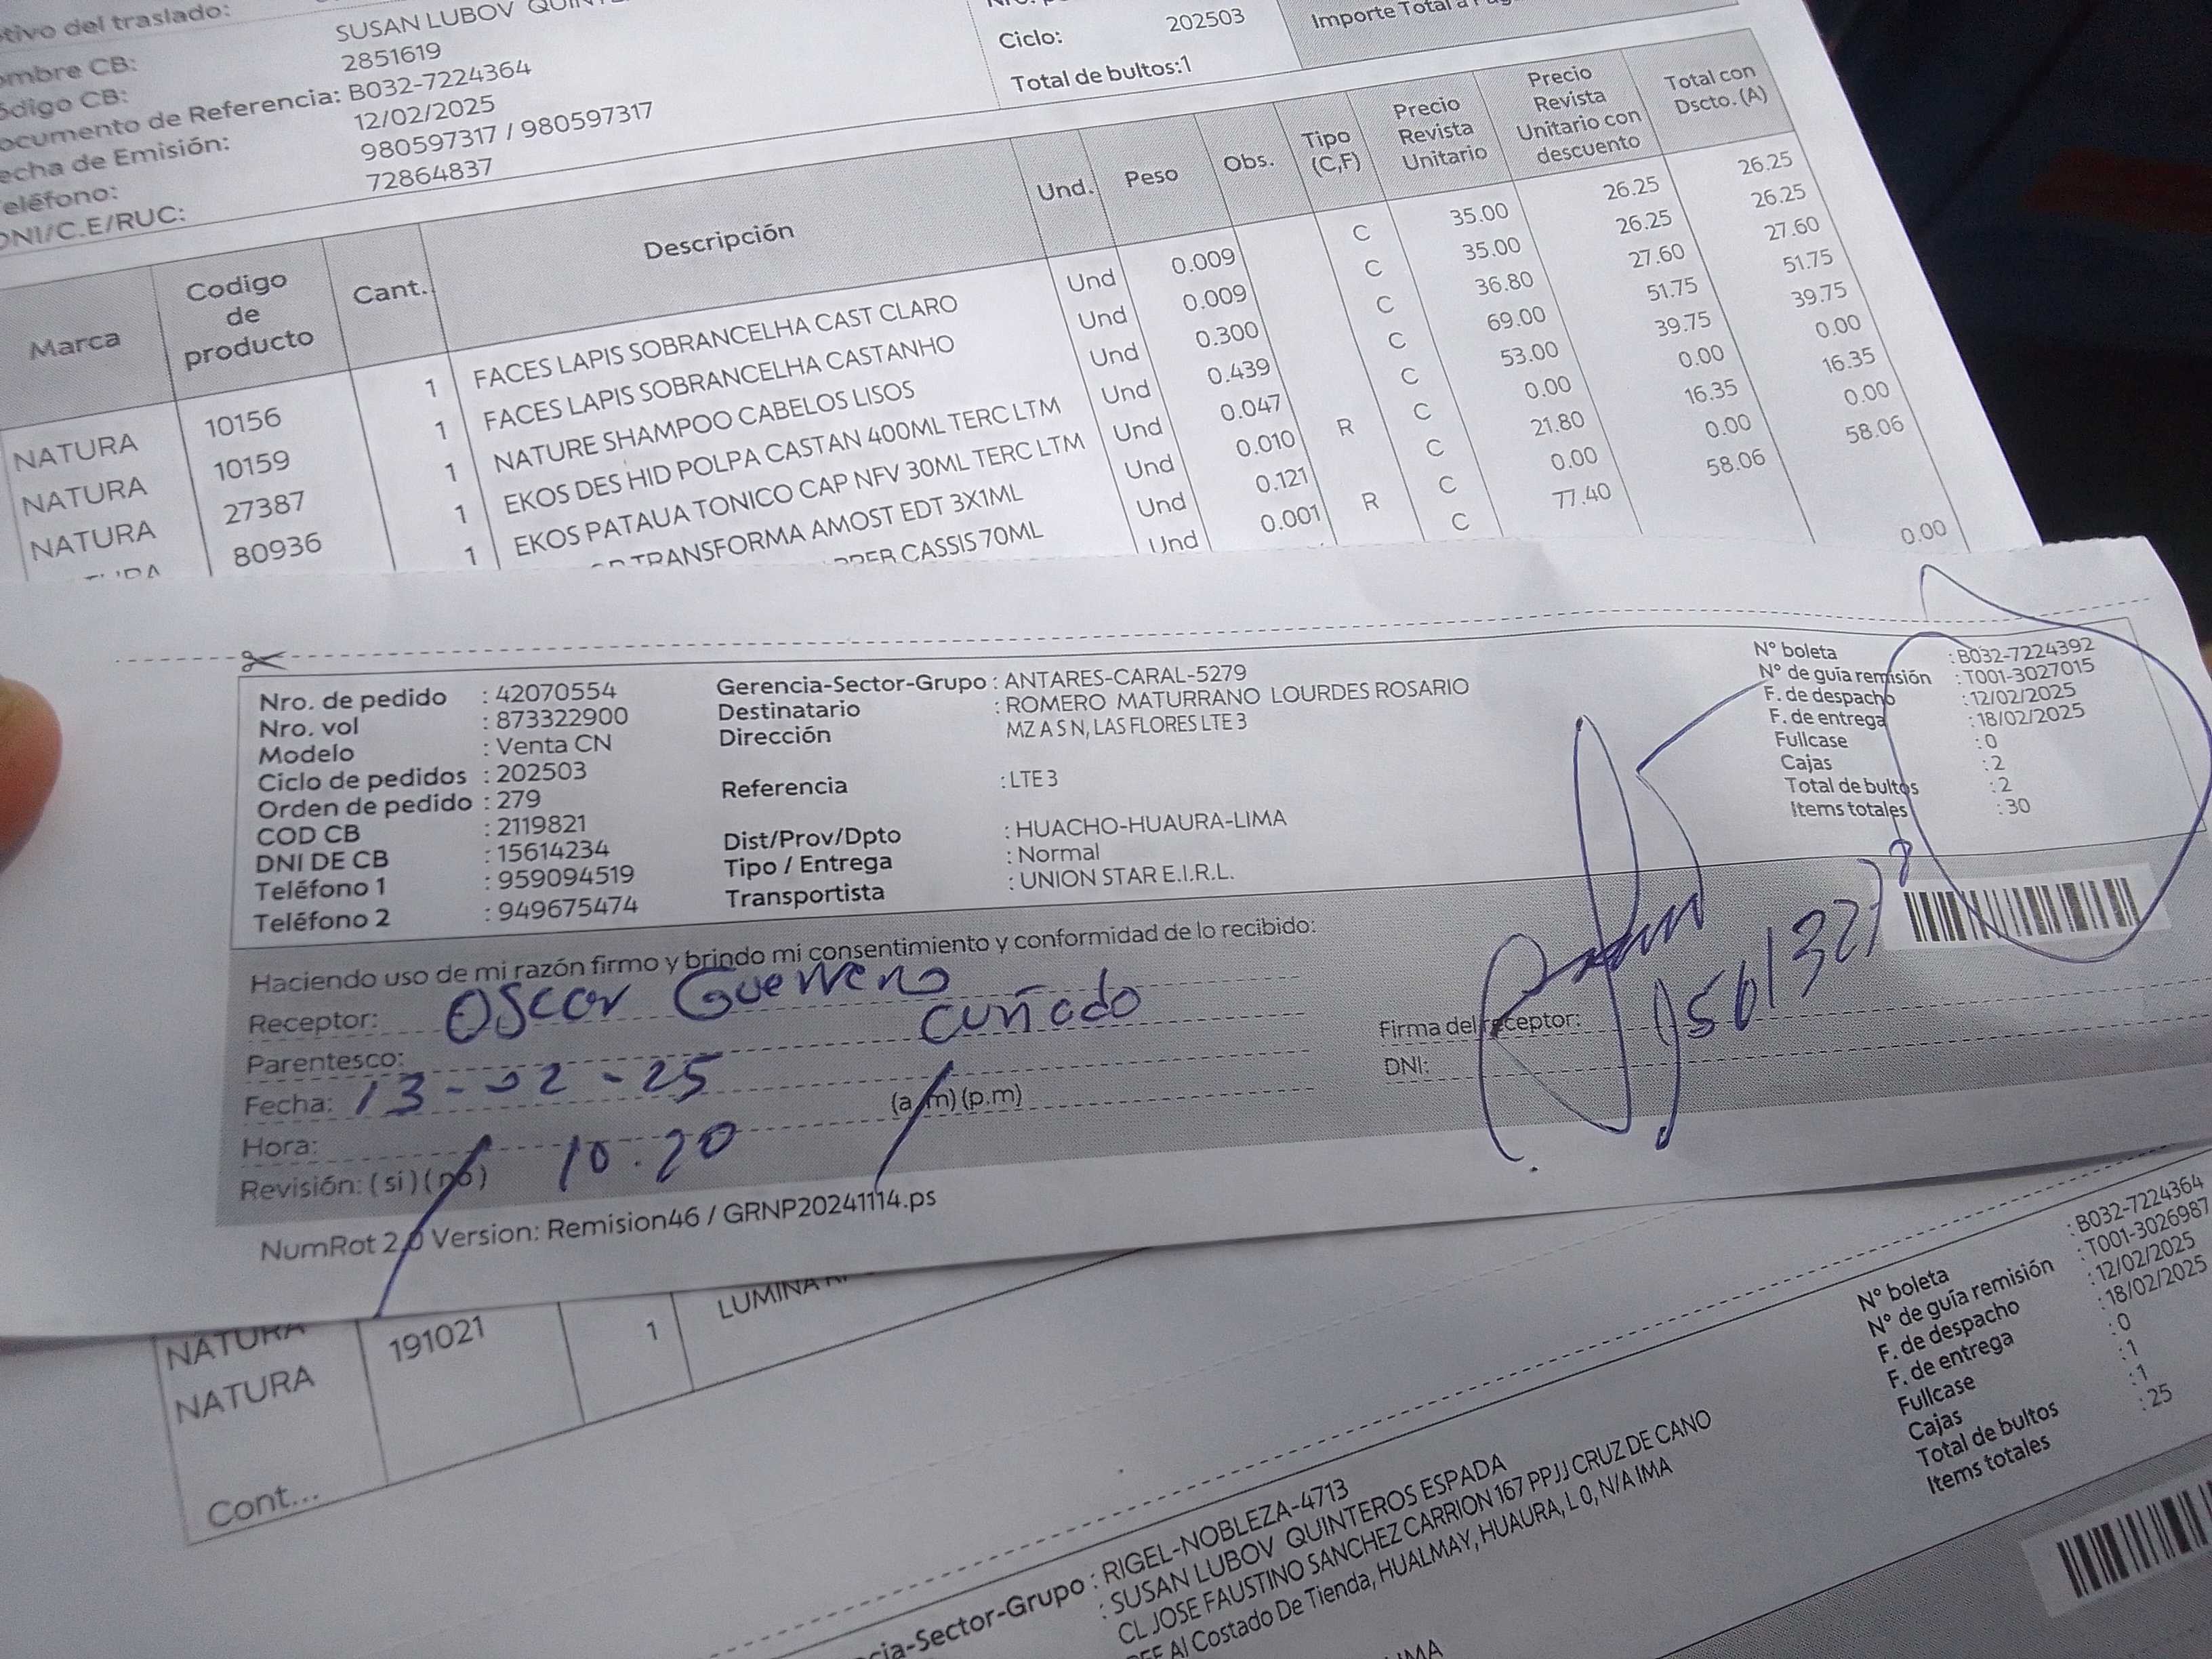 SUSAN LUBOV
2851619
Documento de Referencia: B032-7224364
12/02/2025
980597317 / 980597317
72864837
Ciclo: 202503
Total de bultos:1
Importe Total a
Marca Codigo de producto Cant. Descripción Und. Peso Obs. Tipo (C,F) Precio Revista Unitario Precio Revista Unitario con descuento Total con Dscto. (A)
NATURA 10156 1 FACES LAPIS SOBRANCELHA CAST CLARO Und 0.009 C 35.00 26.25 26.25
NATURA 10159 1 FACES LAPIS SOBRANCELHA CASTANHO Und 0.009 C 35.00 26.25 26.25
NATURA 27387 1 NATURE SHAMPOO CABELOS LISOS Und 0.300 C 36.80 27.60 27.60
80936 1 EKOS DES HID POLPA CASTAN 400ML TERC LTM Und 0.439 C 69.00 51.75 51.75
1 EKOS PATAUA TONICO CAP NFV 30ML TERC LTM Und 0.047 C 53.00 39.75 39.75
TRANSFORMA AMOST EDT 3X1ML Und 0.010 R C 0.00 0.00 0.00
CASSIS 70ML Und 0.121 C 21.80 16.35 16.35
Und 0.001 R C 0.00 0.00 0.00
C 77.40 58.06 58.06
0.00
Nro. de pedido : 42070554
Nro. vol : 873322900
Modelo : Venta CN
Ciclo de pedidos : 202503
Orden de pedido : 279
COD CB : 2119821
DNI DE CB : 15614234
Teléfono 1 : 959094519
Teléfono 2 : 949675474
Gerencia-Sector-Grupo : ANTARES-CARAL-5279
Destinatario : ROMERO MATURRANO LOURDES ROSARIO
Dirección MZ A S N, LAS FLORES LTE 3
Referencia : LTE 3
Dist/Prov/Dpto : HUACHO-HUAURA-LIMA
Tipo / Entrega : Normal
Transportista : UNION STAR E.I.R.L.
N° boleta : B032-7224392
N° de guía remisión : T001-3027015
F. de despacho : 12/02/2025
F. de entrega : 18/02/2025
Fullcase : 0
Cajas : 2
Total de bultos : 2
Items totales : 30
Haciendo uso de mi razón firmo y brindo mi consentimiento y conformidad de lo recibido:
Receptor: Oscar Guerrero
Parentesco: cuñado
Fecha: 13-02-25
Hora: 10.20 (a.m) (p.m)
Revisión: (si) (no)
Firma del receptor:
DNI:
NumRot 2.0 Version: Remision46 / GRNP20241114.ps
NATURA
NATURA 191021 1
Cont...
N° boleta : B032-7224364
N° de guía remisión : T001-3026987
F. de despacho : 12/02/2025
F. de entrega : 18/02/2025
Fullcase : 0
Cajas : 1
Total de bultos : 1
Items totales : 25
Sector-Grupo : RIGEL-NOBLEZA-4713
: SUSAN LUBOV QUINTEROS ESPADA
CL JOSE FAUSTINO SANCHEZ CARRION 167 PPJJ CRUZ DE CANO
Al Costado De Tienda, HUALMAY, HUAURA, L 0, N/A IMA